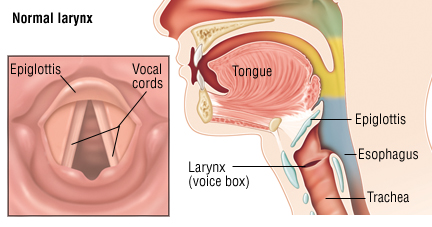 Normal larynx
Epiglottis
Vocal
cords
Tongue
Epiglottis
Esophagus
Larynx
(voice box)
Trachea